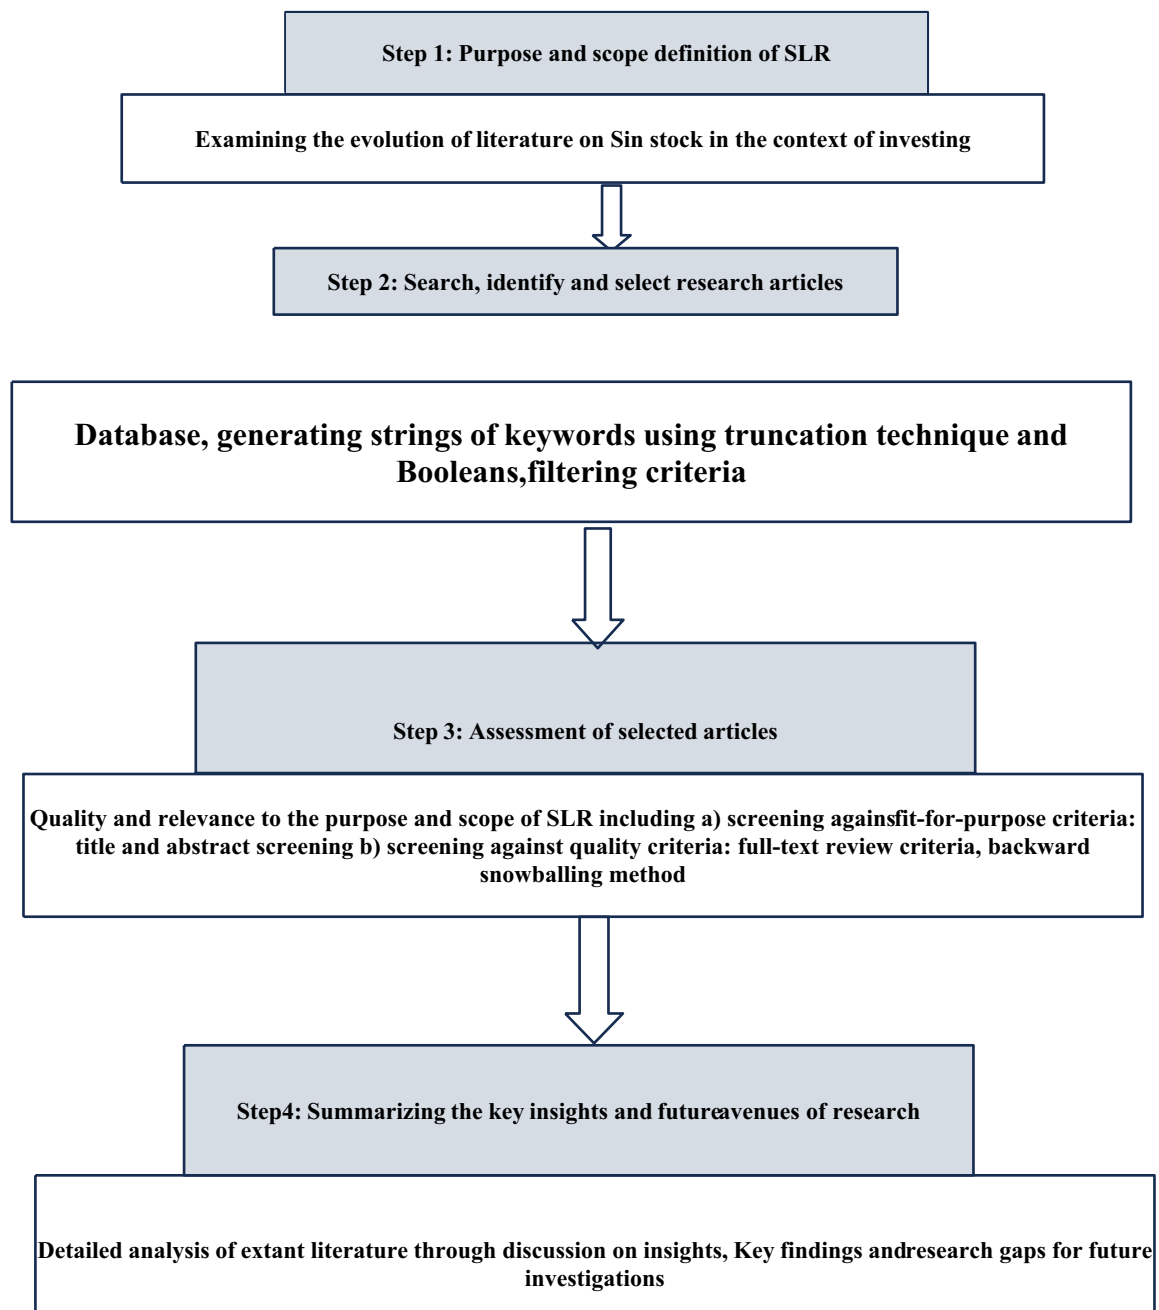 Step 1: Purpose and scope definition of SLR
Examining the evolution of literature on Sin stock in the context of investing
Step 2: Search, identify and select research articles
Database, generating strings of keywords using truncation technique and
Booleans,filtering criteria
Step 3: Assessment of selected articles
Quality and relevance to the purpose and scope of SLR including a) screening againsfit-for-purpose criteria:
title and abstract screening b) screening against quality criteria: full-text review criteria, backward
snowballing method
Step4: Summarizing the key insights and futureavenues of research
Detailed analysis of extant literature through discussion on insights, Key findings andresearch gaps for future
investigations